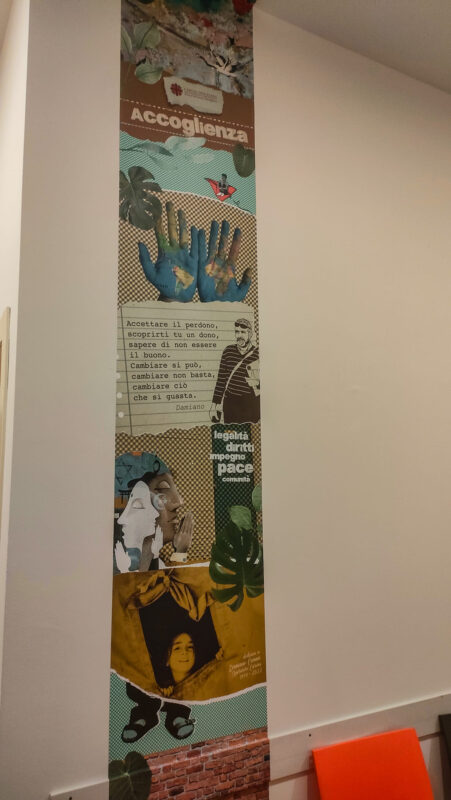 Accoglienza
Accettare il perdono,
scoprirti tu un dono,
sapere di non essere
il buono.
Cambiare si può,
cambiare non basta,
cambiare ciò
che si guasta.
Damiano
legalità
diritti
impegno
pace
comunità